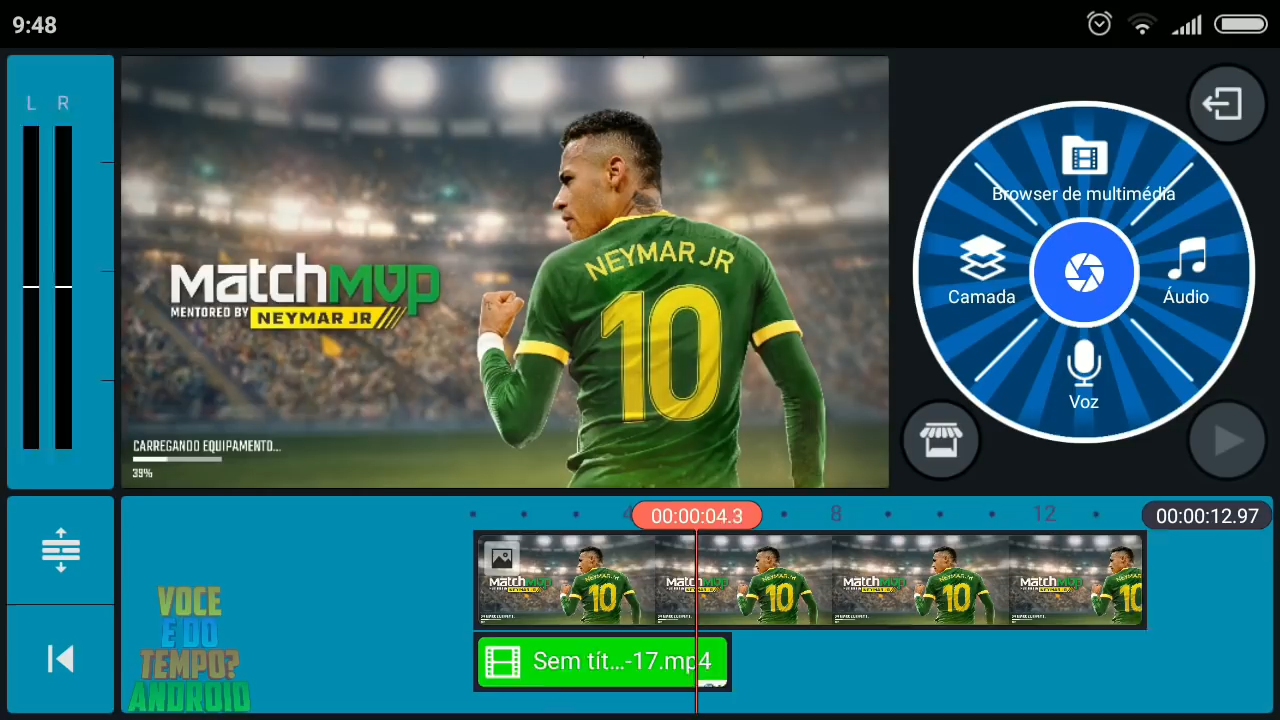 9:48
L R
MatchMVP
MENTORED BY NEYMAR JR
NEYMAR JR
10
CARREGANDO EQUIPAMENTO...
39%
Browser de multimédia
Camada
Áudio
Voz
4
00:00:04.3
8
12
00:00:12.97
Sem tít...-17.mp4
VOCE
E DO
TEMPO?
ANDROID